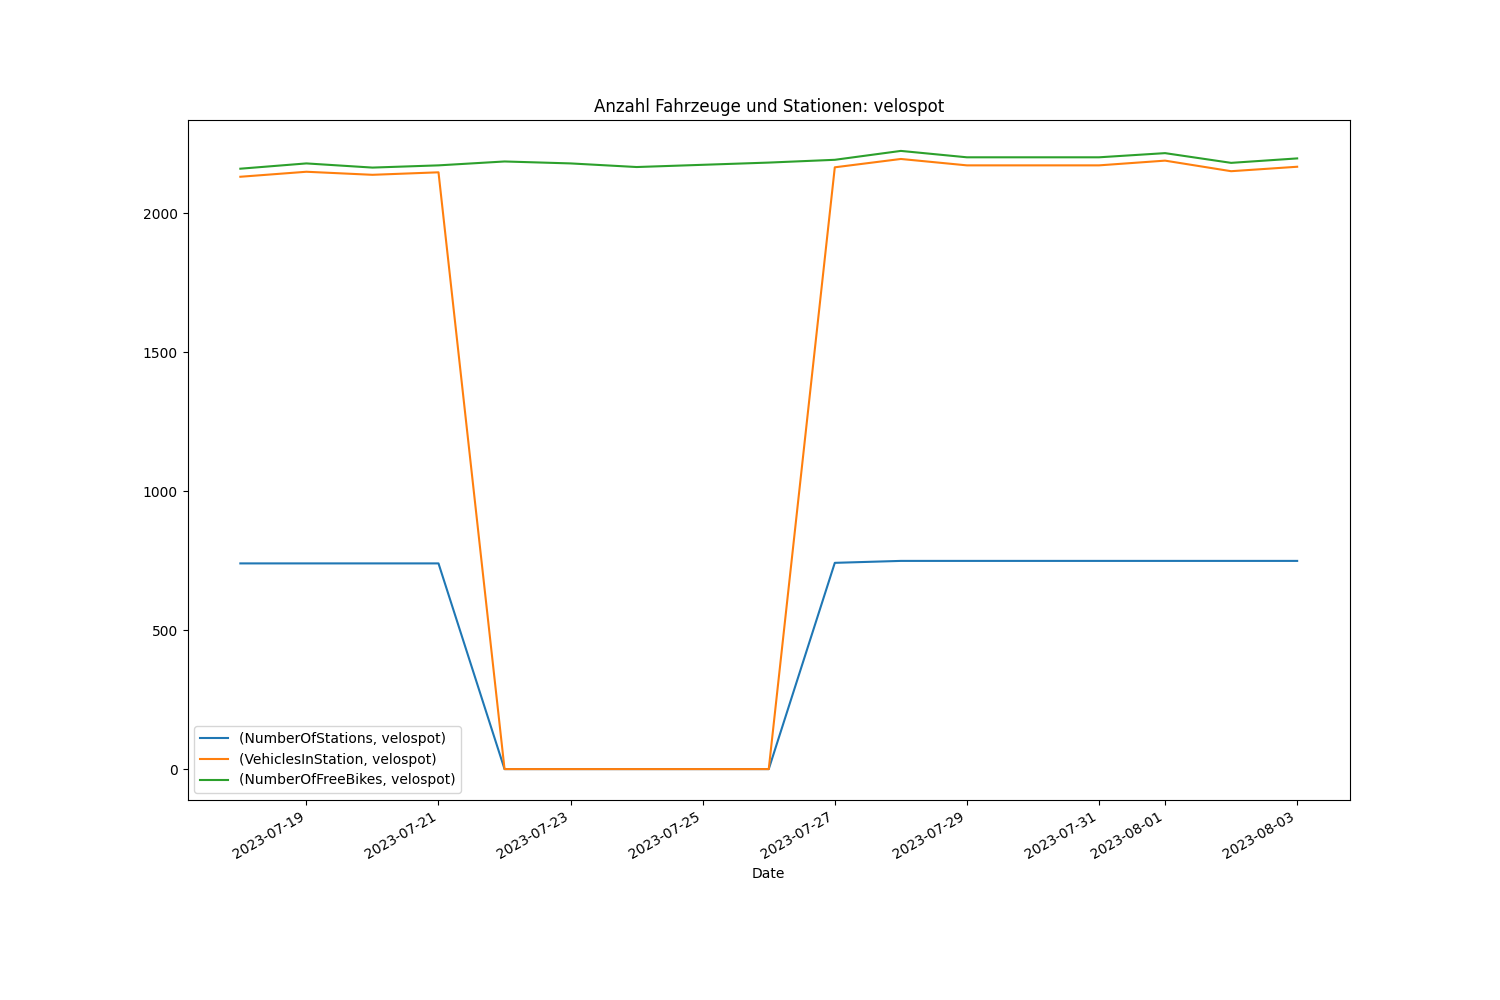 Anzahl Fahrzeuge und Stationen: velospot
2000
1500
1000
500
0
(NumberOfStations, velospot)
(VehiclesInStation, velospot)
(NumberOfFreeBikes, velospot)
2023-07-19
2023-07-21
2023-07-23
2023-07-25
2023-07-27
2023-07-29
2023-07-31
2023-08-01
2023-08-03
Date